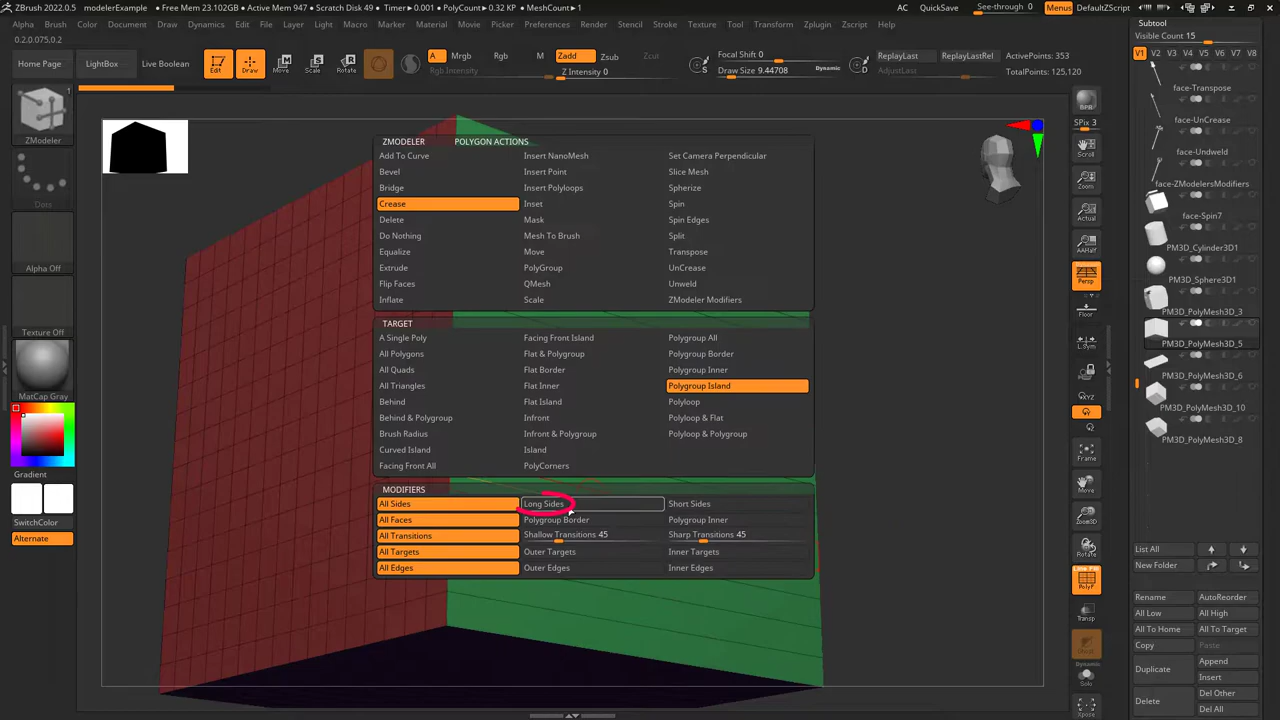 ZBrush 2022.0.5 modelerExample • Free Mem 23.102GB • Active Mem 947 • Scratch Disk 49 • Timer▸0.001 • PolyCount▸0.32 KP • MeshCount▸1 AC QuickSave See-through 0 Menus DefaultZScript
Alpha Brush Color Document Draw Dynamics Edit File Layer Light Macro Material Movie Picker Preferences Render Stencil Stroke Texture Tool Transform Zplugin Zscript Help
0.2,0.075,0.2
Home Page LightBox Live Boolean Edit Draw Move Scale Rotate
A Mrgb Rgb M Zadd Zsub Zcut
Rgb Intensity Z Intensity 0
Focal Shift 0
Draw Size 9.44708 Dynamic
S D
ReplayLast ReplayLastRel
AdjustLast
ActivePoints: 353
TotalPoints: 125,120
1
ZModeler
Dots
Alpha Off
Texture Off
MatCap Gray
Gradient
SwitchColor
Alternate
ZMODELER POLYGON ACTIONS
Add To Curve Insert NanoMesh Set Camera Perpendicular
Bevel Insert Point Slice Mesh
Bridge Insert Polyloops Spherize
Crease Inset Spin
Delete Mask Spin Edges
Do Nothing Mesh To Brush Split
Equalize Move Transpose
Extrude PolyGroup UnCrease
Flip Faces QMesh Unweld
Inflate Scale ZModeler Modifiers
TARGET
A Single Poly Facing Front Island Polygroup All
All Polygons Flat & Polygroup Polygroup Border
All Quads Flat Border Polygroup Inner
All Triangles Flat Inner Polygroup Island
Behind Flat Island Polyloop
Behind & Polygroup Infront Polyloop & Flat
Brush Radius Infront & Polygroup Polyloop & Polygroup
Curved Island Island
Facing Front All PolyCorners
MODIFIERS
All Sides Long Sides Short Sides
All Faces Polygroup Border Polygroup Inner
All Transitions Shallow Transitions 45 Sharp Transitions 45
All Targets Outer Targets Inner Targets
All Edges Outer Edges Inner Edges
BPR
SPix 3
Scroll
Zoom
Actual
AAHalf
Persp
Floor
L.Sym
XYZ
Frame
Move
Zoom3D
Rotate
Line Fill
PolyF
Transp
Dynamic
Solo
Xpose
Subtool
Visible Count 15
V1 V2 V3 V4 V5 V6 V7 V8
face-Transpose
face-UnCrease
face-Undweld
face-ZModelersModifiers
face-Spin7
PM3D_Cylinder3D1
PM3D_Sphere3D1
PM3D_PolyMesh3D_3
PM3D_PolyMesh3D_5
PM3D_PolyMesh3D_6
PM3D_PolyMesh3D_10
PM3D_PolyMesh3D_8
List All
New Folder
Rename AutoReorder
All Low All High
All To Home All To Target
Copy Paste
Duplicate Append
Insert
Delete Del Other
Del All